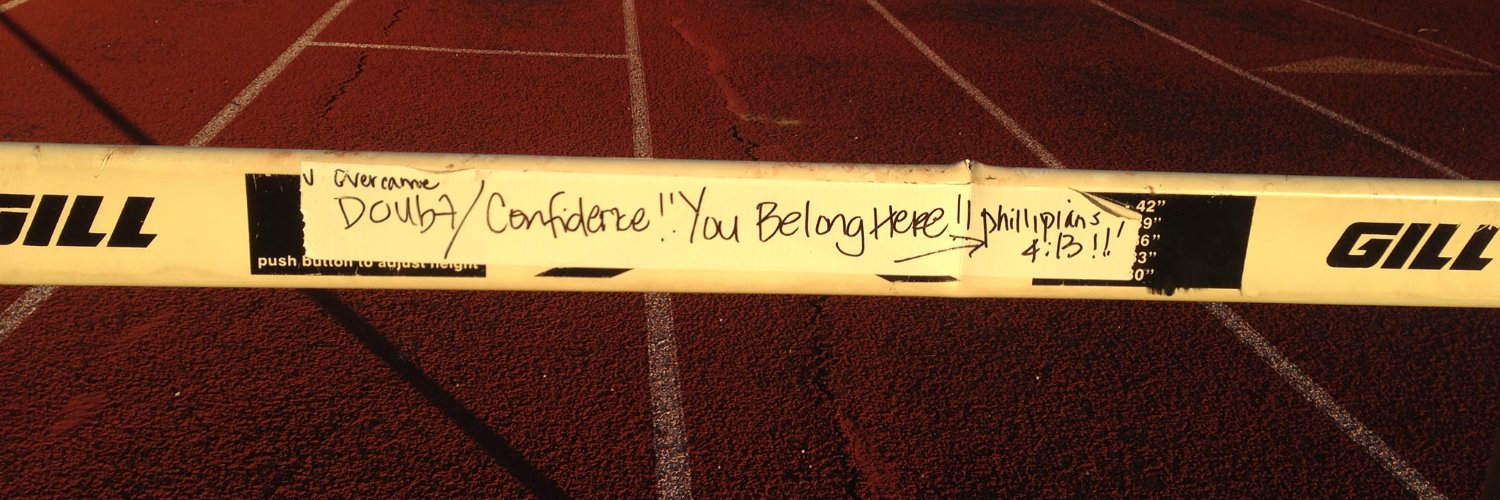 GILL
√ Overcame
Doubt/Confidence!! "You Belong Here!! phillipians
4:13!!"
push button to adjust height
42"
39"
36"
33"
30"
GILL